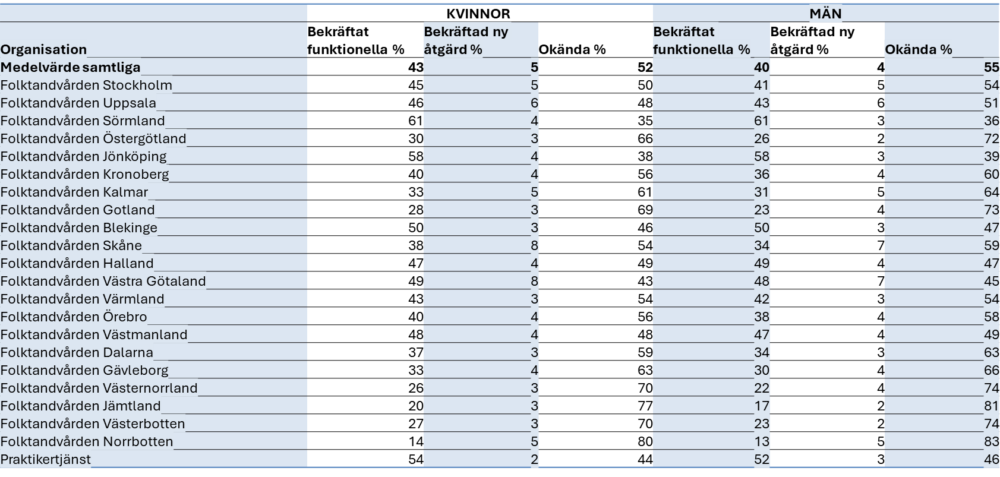 KVINNOR MÄN
Bekräftat Bekräftad ny Bekräftat Bekräftad ny
Organisation funktionella % åtgärd % Okända % funktionella % åtgärd % Okända %
Medelvärde samtliga 43 5 52 40 4 55
Folktandvården Stockholm 45 5 50 41 5 54
Folktandvården Uppsala 46 6 48 43 6 51
Folktandvården Sörmland 61 4 35 61 3 36
Folktandvården Östergötland 30 3 66 26 2 72
Folktandvården Jönköping 58 4 38 58 3 39
Folktandvården Kronoberg 40 4 56 36 4 60
Folktandvården Kalmar 33 5 61 31 5 64
Folktandvården Gotland 28 3 69 23 4 73
Folktandvården Blekinge 50 3 46 50 3 47
Folktandvården Skåne 38 8 54 34 7 59
Folktandvården Halland 47 4 49 49 4 47
Folktandvården Västra Götaland 49 8 43 48 7 45
Folktandvården Värmland 43 3 54 42 3 54
Folktandvården Örebro 40 4 56 38 4 58
Folktandvården Västmanland 48 4 48 47 4 49
Folktandvården Dalarna 37 3 59 34 3 63
Folktandvården Gävleborg 33 4 63 30 4 66
Folktandvården Västernorrland 26 3 70 22 4 74
Folktandvården Jämtland 20 3 77 17 2 81
Folktandvården Västerbotten 27 3 70 23 2 74
Folktandvården Norrbotten 14 5 80 13 5 83
Praktikertjänst 54 2 44 52 3 46